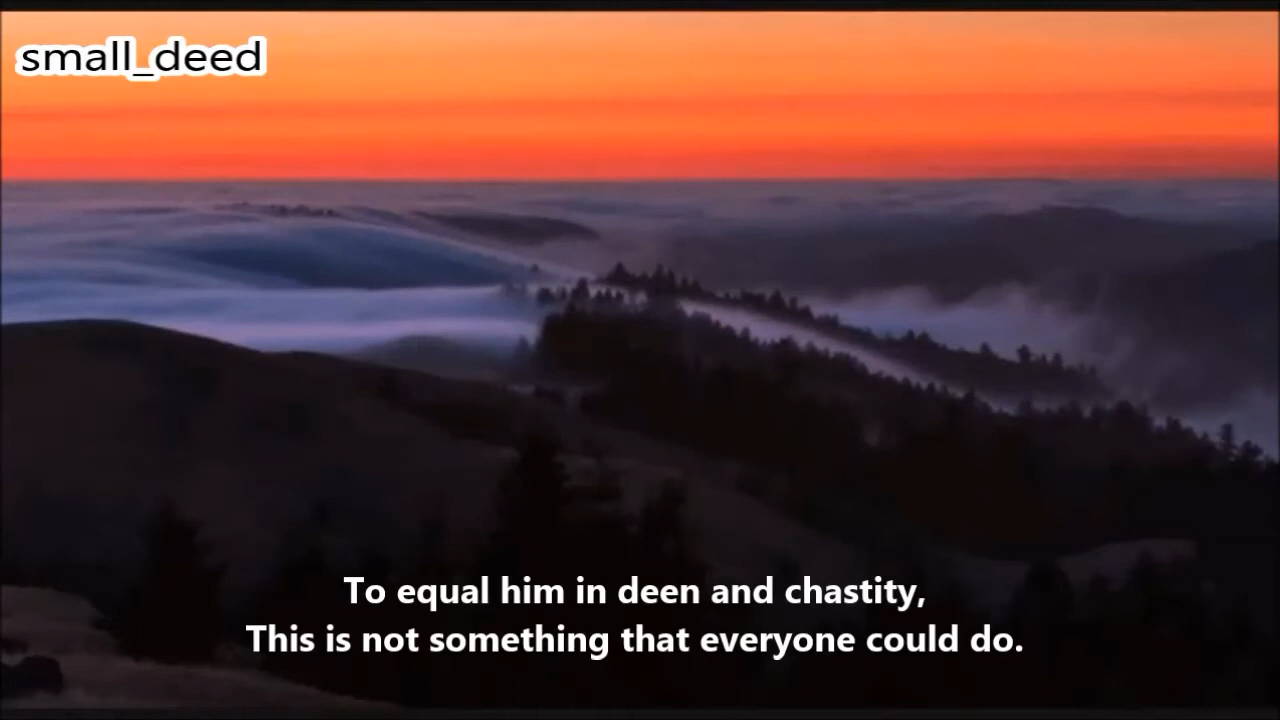 small_deed
To equal him in deen and chastity,
This is not something that everyone could do.